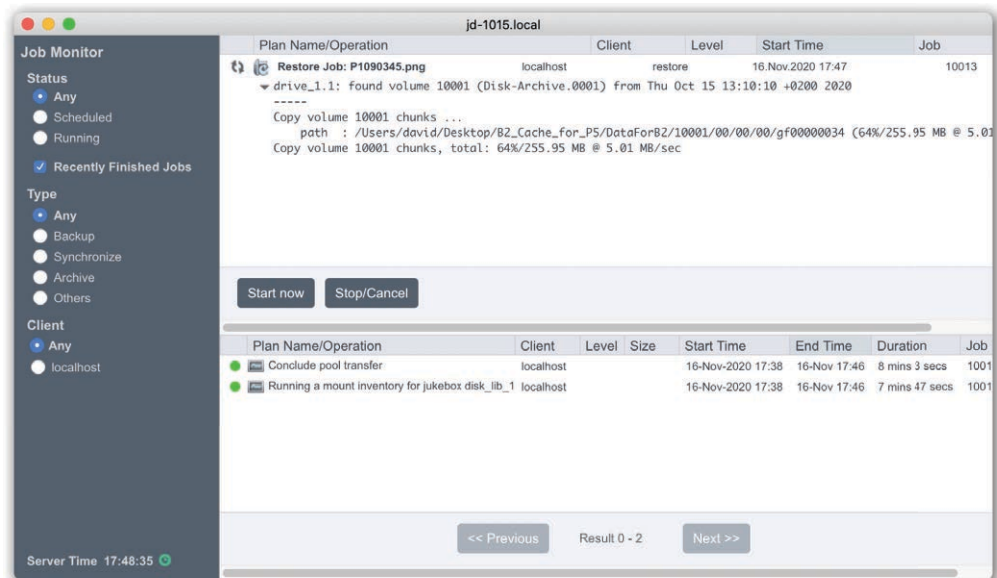 jd-1015.local
Job Monitor
Status
Any
Scheduled
Running
Recently Finished Jobs
Type
Any
Backup
Synchronize
Archive
Others
Client
Any
localhost
Server Time 17:48:35
Plan Name/Operation Client Level Start Time Job
Restore Job: P1090345.png localhost restore 16.Nov.2020 17:47 10013
drive_1.1: found volume 10001 (Disk-Archive.0001) from Thu Oct 15 13:10:10 +0200 2020
-----
Copy volume 10001 chunks ...
path : /Users/david/Desktop/B2_Cache_for_P5/DataForB2/10001/00/00/00/gf00000034 (64%/255.95 MB @ 5.01
Copy volume 10001 chunks, total: 64%/255.95 MB @ 5.01 MB/sec
Start now Stop/Cancel
Plan Name/Operation Client Level Size Start Time End Time Duration Job
Conclude pool transfer localhost 16-Nov-2020 17:38 16-Nov 17:46 8 mins 3 secs 1001
Running a mount inventory for jukebox disk_lib_1 localhost 16-Nov-2020 17:38 16-Nov 17:46 7 mins 47 secs 1001
<< Previous Result 0 - 2 Next >>